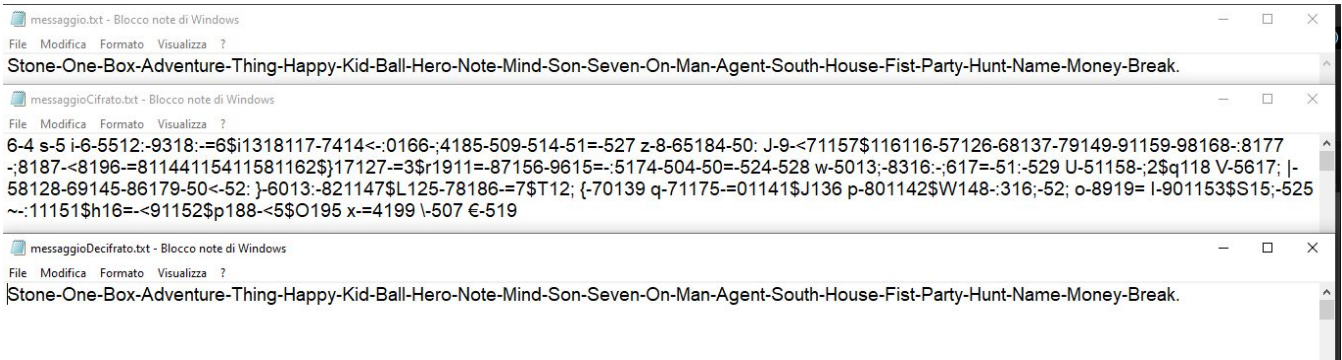 messaggio.txt - Blocco note di Windows
File Modifica Formato Visualizza ?
Stone-One-Box-Adventure-Thing-Happy-Kid-Ball-Hero-Note-Mind-Son-Seven-On-Man-Agent-South-House-Fist-Party-Hunt-Name-Money-Break.
messaggioCifrato.txt - Blocco note di Windows
File Modifica Formato Visualizza ?
6-4 s-5 i-6-5512:-9318:-=6$i1318117-7414<-:0166-;4185-509-514-51=-527 z-8-65184-50: J-9-<71157$116116-57126-68137-79149-91159-98168-:8177
-;8187-<8196-=81144115411581162$}17127-=3$r1911=-87156-9615=-:5174-504-50=-524-528 w-5013;-8316:-;617=-51:-529 U-51158-;2$q118 V-5617; |-
58128-69145-86179-50<-52: }-6013:-821147$L125-78186-=7$T12; {-70139 q-71175-=01141$J136 p-801142$W148-:316;-52; o-8919= I-901153$S15;-525
~-:11151$h16=-<91152$p188-<5$O195 x-=4199 \-507 €-519
messaggioDecifrato.txt - Blocco note di Windows
File Modifica Formato Visualizza ?
Stone-One-Box-Adventure-Thing-Happy-Kid-Ball-Hero-Note-Mind-Son-Seven-On-Man-Agent-South-House-Fist-Party-Hunt-Name-Money-Break.